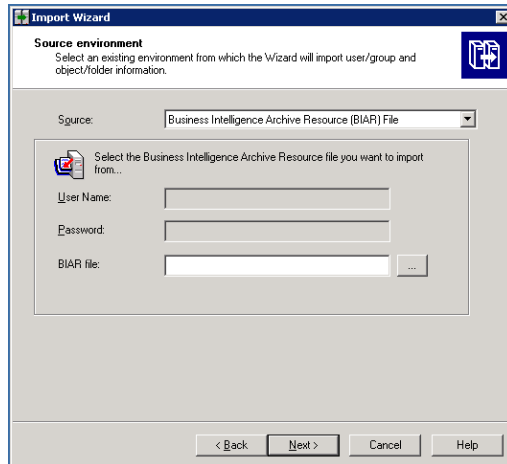 Import Wizard
Source environment
Select an existing environment from which the Wizard will import user/group and
object/folder information.
Source: Business Intelligence Archive Resource (BIAR) File
Select the Business Intelligence Archive Resource file you want to import
from...
User Name:
Password:
BIAR file: ...
< Back Next > Cancel Help